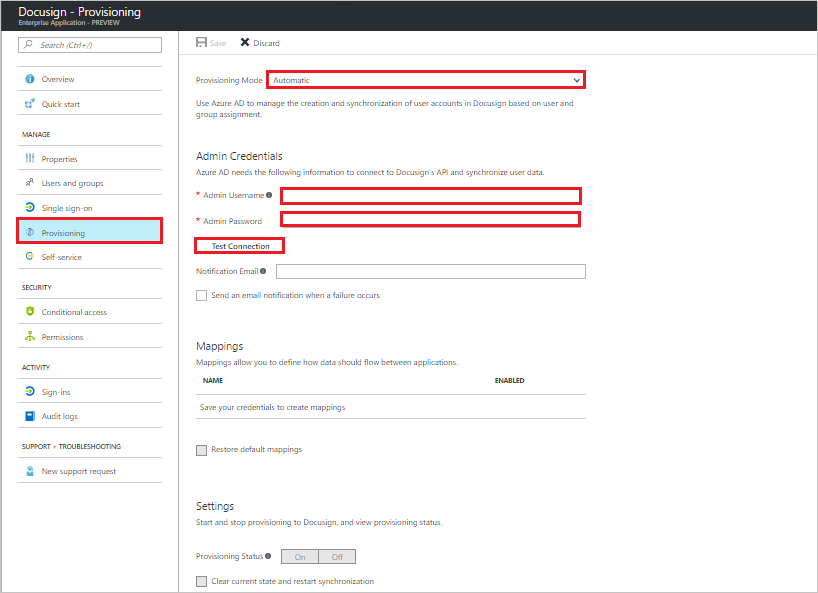 Docusign - Provisioning
Enterprise Application - PREVIEW
Search (Ctrl+/)
Overview
Quick start
MANAGE
Properties
Users and groups
Single sign-on
Provisioning
Self-service
SECURITY
Conditional access
Permissions
ACTIVITY
Sign-ins
Audit logs
SUPPORT + TROUBLESHOOTING
New support request
Save Discard
Provisioning Mode Automatic
Use Azure AD to manage the creation and synchronization of user accounts in Docusign based on user and
group assignment.
Admin Credentials
Azure AD needs the following information to connect to Docusign's API and synchronize user data.
* Admin Username
* Admin Password
Test Connection
Notification Email
Send an email notification when a failure occurs
Mappings
Mappings allow you to define how data should flow between applications.
NAME ENABLED
Save your credentials to create mappings
Restore default mappings
Settings
Start and stop provisioning to Docusign, and view provisioning status.
Provisioning Status On Off
Clear current state and restart synchronization